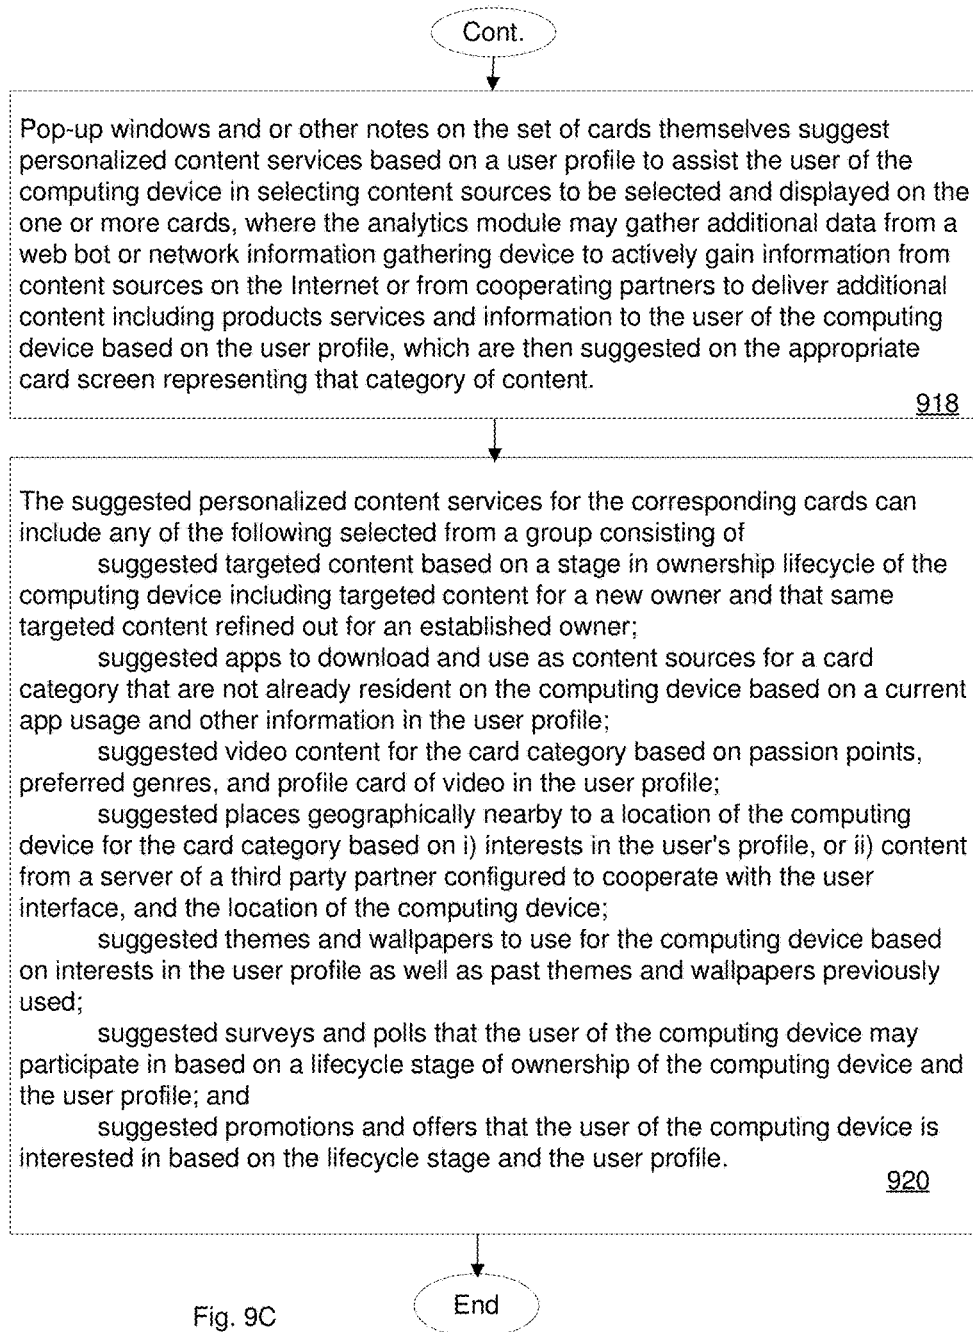 Cont.
Pop-up windows and or other notes on the set of cards themselves suggest
personalized content services based on a user profile to assist the user of the
computing device in selecting content sources to be selected and displayed on the
one or more cards, where the analytics module may gather additional data from a
web bot or network information gathering device to actively gain information from
content sources on the Internet or from cooperating partners to deliver additional
content including products services and information to the user of the computing
device based on the user profile, which are then suggested on the appropriate
card screen representing that category of content.
918
The suggested personalized content services for the corresponding cards can
include any of the following selected from a group consisting of
suggested targeted content based on a stage in ownership lifecycle of the
computing device including targeted content for a new owner and that same
targeted content refined out for an established owner;
suggested apps to download and use as content sources for a card
category that are not already resident on the computing device based on a current
app usage and other information in the user profile;
suggested video content for the card category based on passion points,
preferred genres, and profile card of video in the user profile;
suggested places geographically nearby to a location of the computing
device for the card category based on i) interests in the user's profile, or ii) content
from a server of a third party partner configured to cooperate with the user
interface, and the location of the computing device;
suggested themes and wallpapers to use for the computing device based
on interests in the user profile as well as past themes and wallpapers previously
used;
suggested surveys and polls that the user of the computing device may
participate in based on a lifecycle stage of ownership of the computing device and
the user profile; and
suggested promotions and offers that the user of the computing device is
interested in based on the lifecycle stage and the user profile.
920
End
Fig. 9C